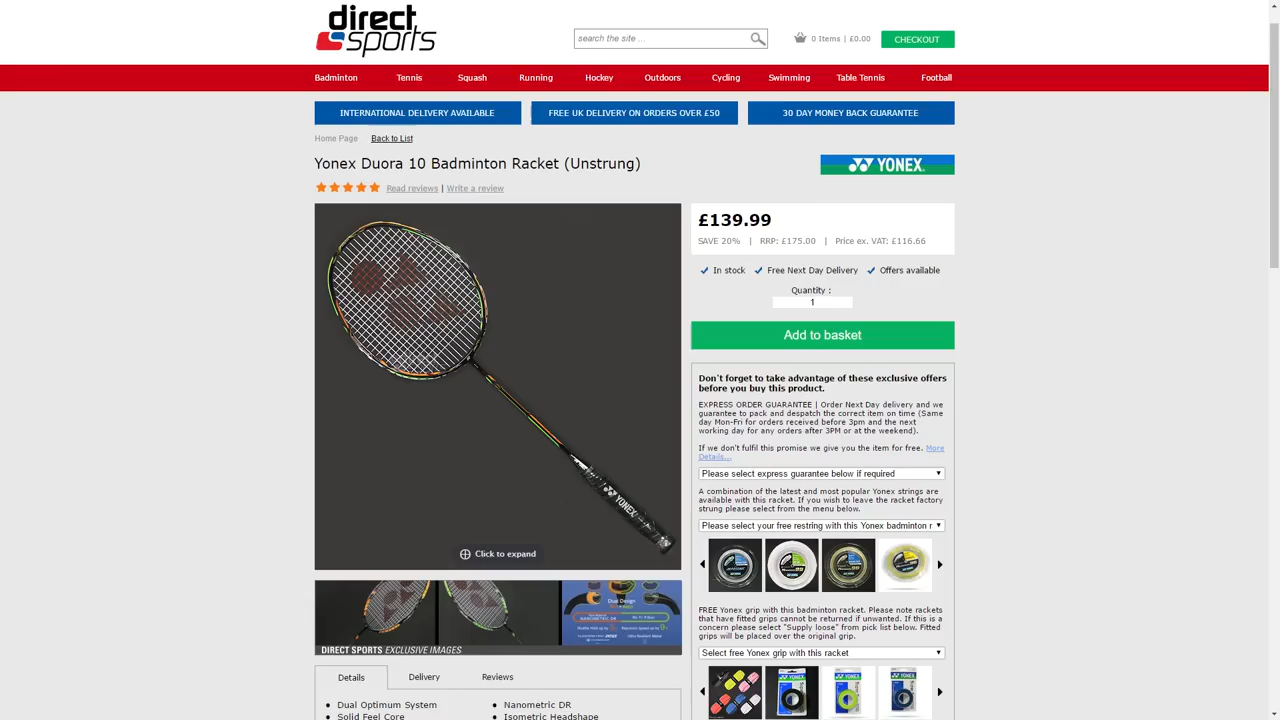 direct
sports
search the site ...
0 Items | £0.00
CHECKOUT
Badminton Tennis Squash Running Hockey Outdoors Cycling Swimming Table Tennis Football
INTERNATIONAL DELIVERY AVAILABLE
FREE UK DELIVERY ON ORDERS OVER £50
30 DAY MONEY BACK GUARANTEE
Home Page Back to List
Yonex Duora 10 Badminton Racket (Unstrung)
YONEX
Read reviews | Write a review
£139.99
SAVE 20% | RRP: £175.00 | Price ex. VAT: £116.66
In stock Free Next Day Delivery Offers available
Quantity :
1
Add to basket
Don't forget to take advantage of these exclusive offers
before you buy this product.
EXPRESS ORDER GUARANTEE | Order Next Day delivery and we
guarantee to pack and despatch the correct item on time (Same
day Mon-Fri for orders received before 3pm and the next
working day for any orders after 3PM or at the weekend).
If we don't fulfil this promise we give you the item for free. More
Details...
Please select express guarantee below if required
A combination of the latest and most popular Yonex strings are
available with this racket. If you wish to leave the racket factory
strung please select from the menu below.
Please select your free restring with this Yonex badminton r
FREE Yonex grip with this badminton racket. Please note rackets
that have fitted grips cannot be returned if unwanted. If this is a
concern please select "Supply loose" from pick list below. Fitted
grips will be placed over the original grip.
Select free Yonex grip with this racket
YONEX
Click to expand
Dual Design
DIRECT SPORTS EXCLUSIVE IMAGES
Details Delivery Reviews
Dual Optimum System
Solid Feel Core
Nanometric DR
Isometric Headshape